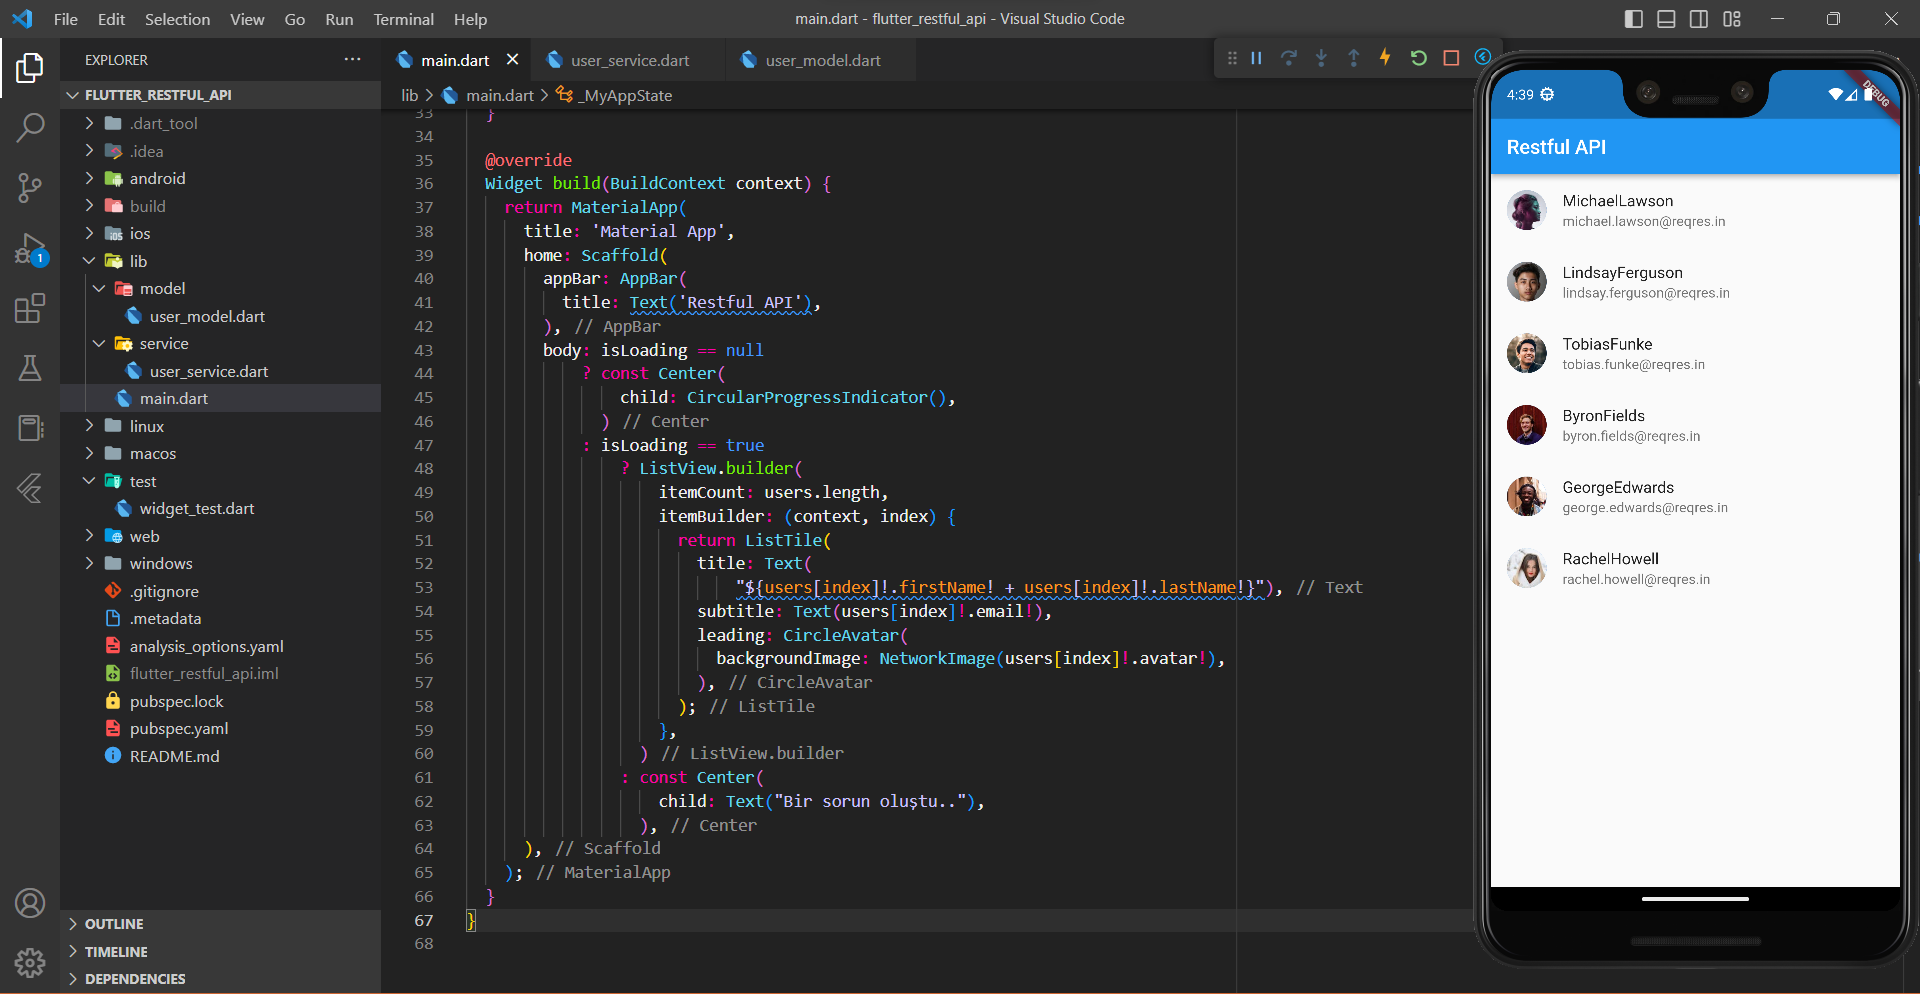 File Edit Selection View Go Run Terminal Help
main.dart - flutter_restful_api - Visual Studio Code
EXPLORER
FLUTTER_RESTFUL_API
.dart_tool
.idea
android
build
ios
lib
model
user_model.dart
service
user_service.dart
main.dart
linux
macos
test
widget_test.dart
web
windows
.gitignore
.metadata
analysis_options.yaml
flutter_restful_api.iml
pubspec.lock
pubspec.yaml
README.md
OUTLINE
TIMELINE
DEPENDENCIES
1
main.dart user_service.dart user_model.dart
lib > main.dart > _MyAppState
33 }
34
35 @override
36 Widget build(BuildContext context) {
37 return MaterialApp(
38 title: 'Material App',
39 home: Scaffold(
40 appBar: AppBar(
41 title: Text('Restful API'),
42 ), // AppBar
43 body: isLoading == null
44 ? const Center(
45 child: CircularProgressIndicator(),
46 ) // Center
47 : isLoading == true
48 ? ListView.builder(
49 itemCount: users.length,
50 itemBuilder: (context, index) {
51 return ListTile(
52 title: Text(
53 "${users[index]!.firstName! + users[index]!.lastName!}"), // Text
54 subtitle: Text(users[index]!.email!),
55 leading: CircleAvatar(
56 backgroundImage: NetworkImage(users[index]!.avatar!),
57 ), // CircleAvatar
58 ); // ListTile
59 },
60 ) // ListView.builder
61 : const Center(
62 child: Text("Bir sorun oluştu.."),
63 ), // Center
64 ), // Scaffold
65 ); // MaterialApp
66 }
67 }
68
4:39
DEBUG
Restful API
MichaelLawson
michael.lawson@reqres.in
LindsayFerguson
lindsay.ferguson@reqres.in
TobiasFunke
tobias.funke@reqres.in
ByronFields
byron.fields@reqres.in
GeorgeEdwards
george.edwards@reqres.in
RachelHowell
rachel.howell@reqres.in